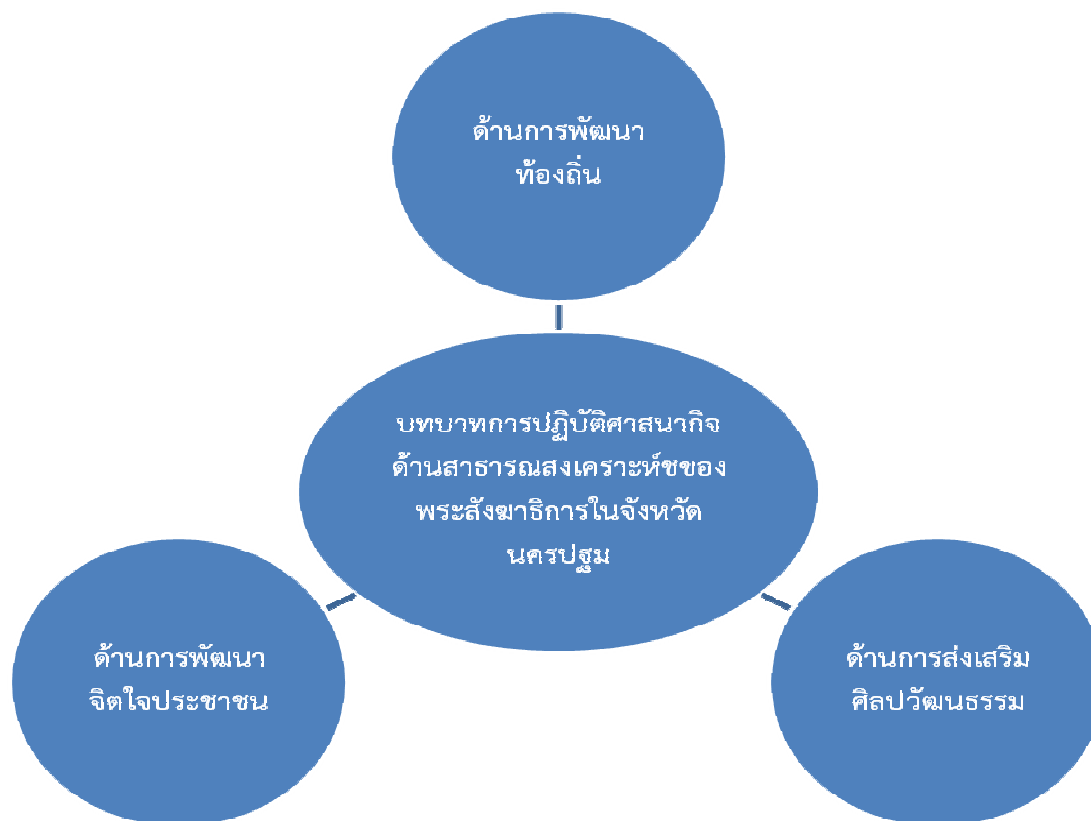 ด้านการพัฒนา
ท้องถิ่น
บทบาทการปฏิบัติศาสนากิจ
ด้านสาธารณสงเคราะห์ชของ
พระสังฆาธิการในจังหวัด
นครปฐม
ด้านการพัฒนา
จิตใจประชาชน
ด้านการส่งเสริม
ศิลปวัฒนธรรม